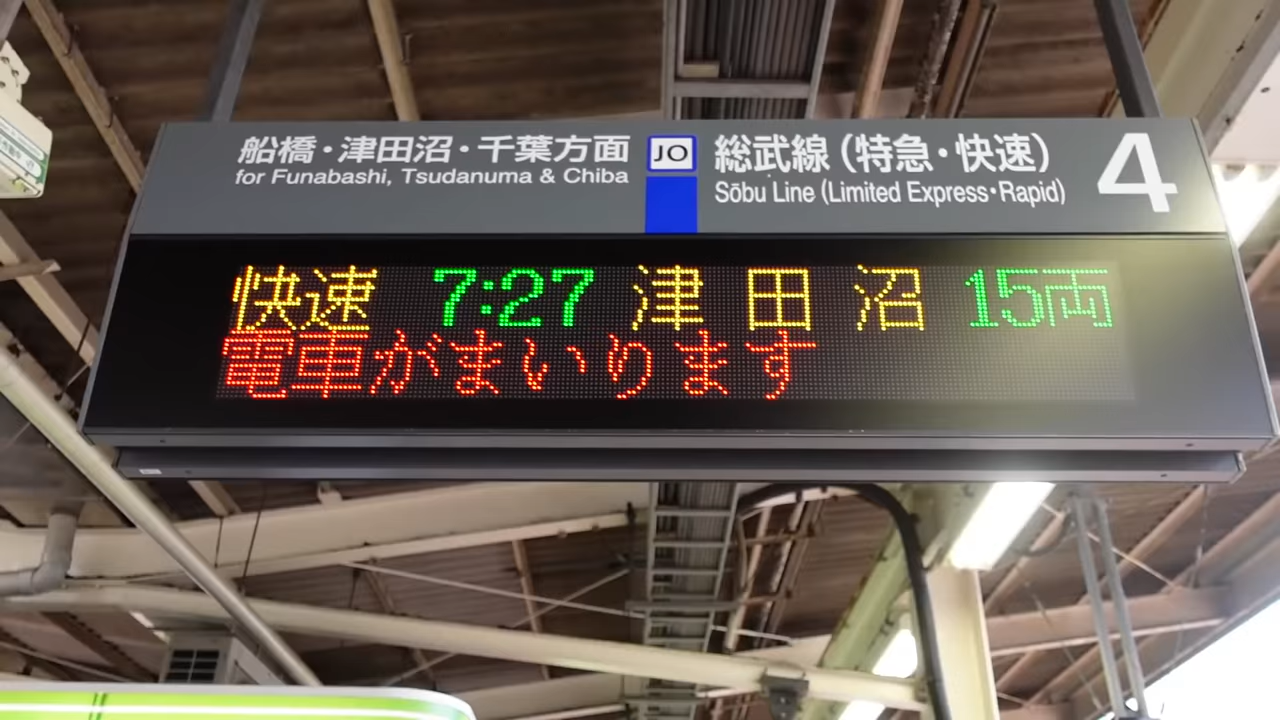 船橋・津田沼・千葉方面
for Funabashi, Tsudanuma & Chiba
JO
総武線(特急・快速)
Sōbu Line (Limited Express・Rapid)
4
快速 7:27 津田沼 15両
電車がまいります